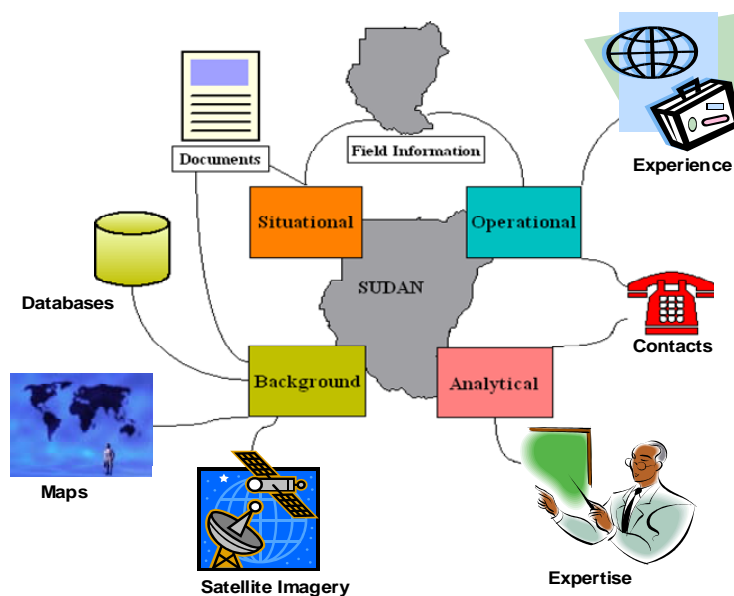 Documents
Field Information
Experience
Situational
Operational
Databases
SUDAN
Contacts
Background
Analytical
Maps
Satellite Imagery
Expertise